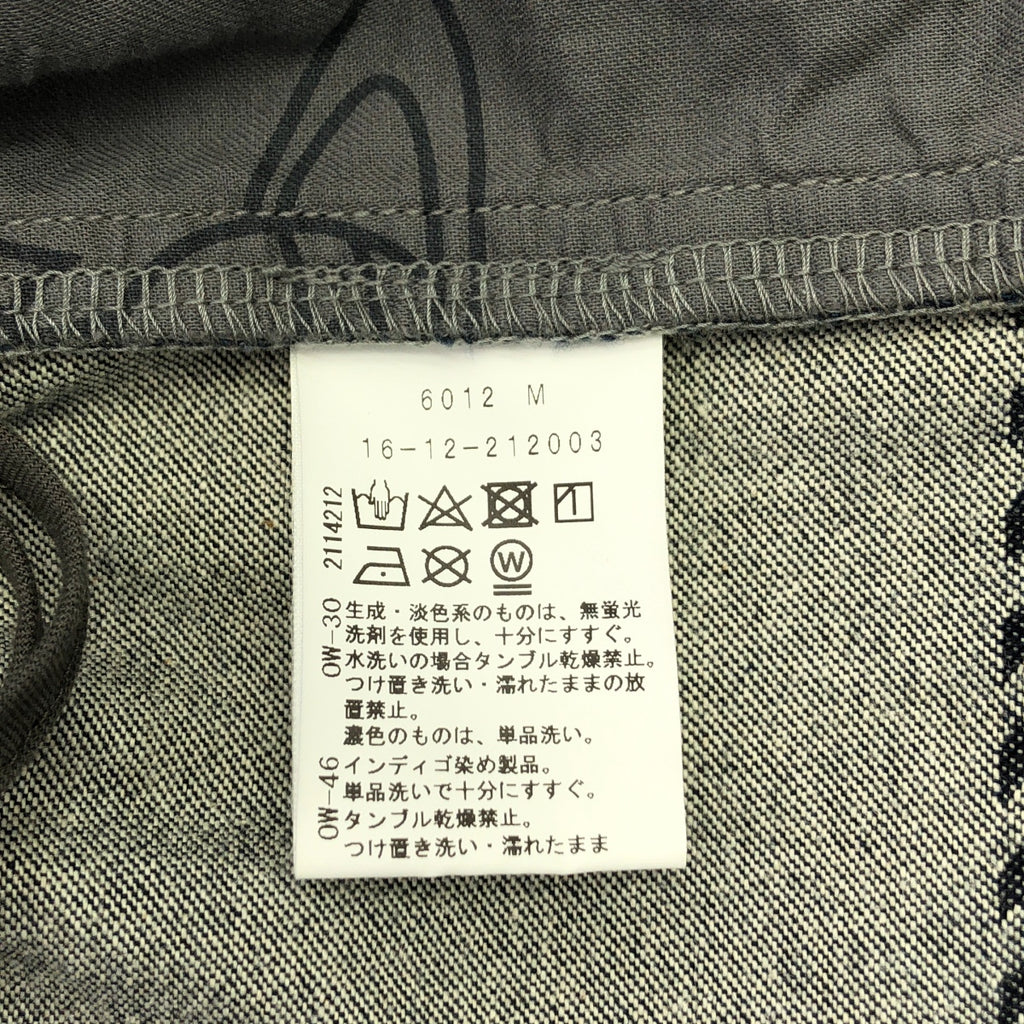 6012 M
16-12-212003
2114212
W
OW-30
生成・淡色系のものは、無蛍光
洗剤を使用し、十分にすすぐ。
水洗いの場合タンブル乾燥禁止。
つけ置き洗い・濡れたままの放
置禁止。
濃色のものは、単品洗い。
OW-46
インディゴ染め製品。
単品洗いで十分にすすぐ。
タンブル乾燥禁止。
つけ置き洗い・濡れたまま